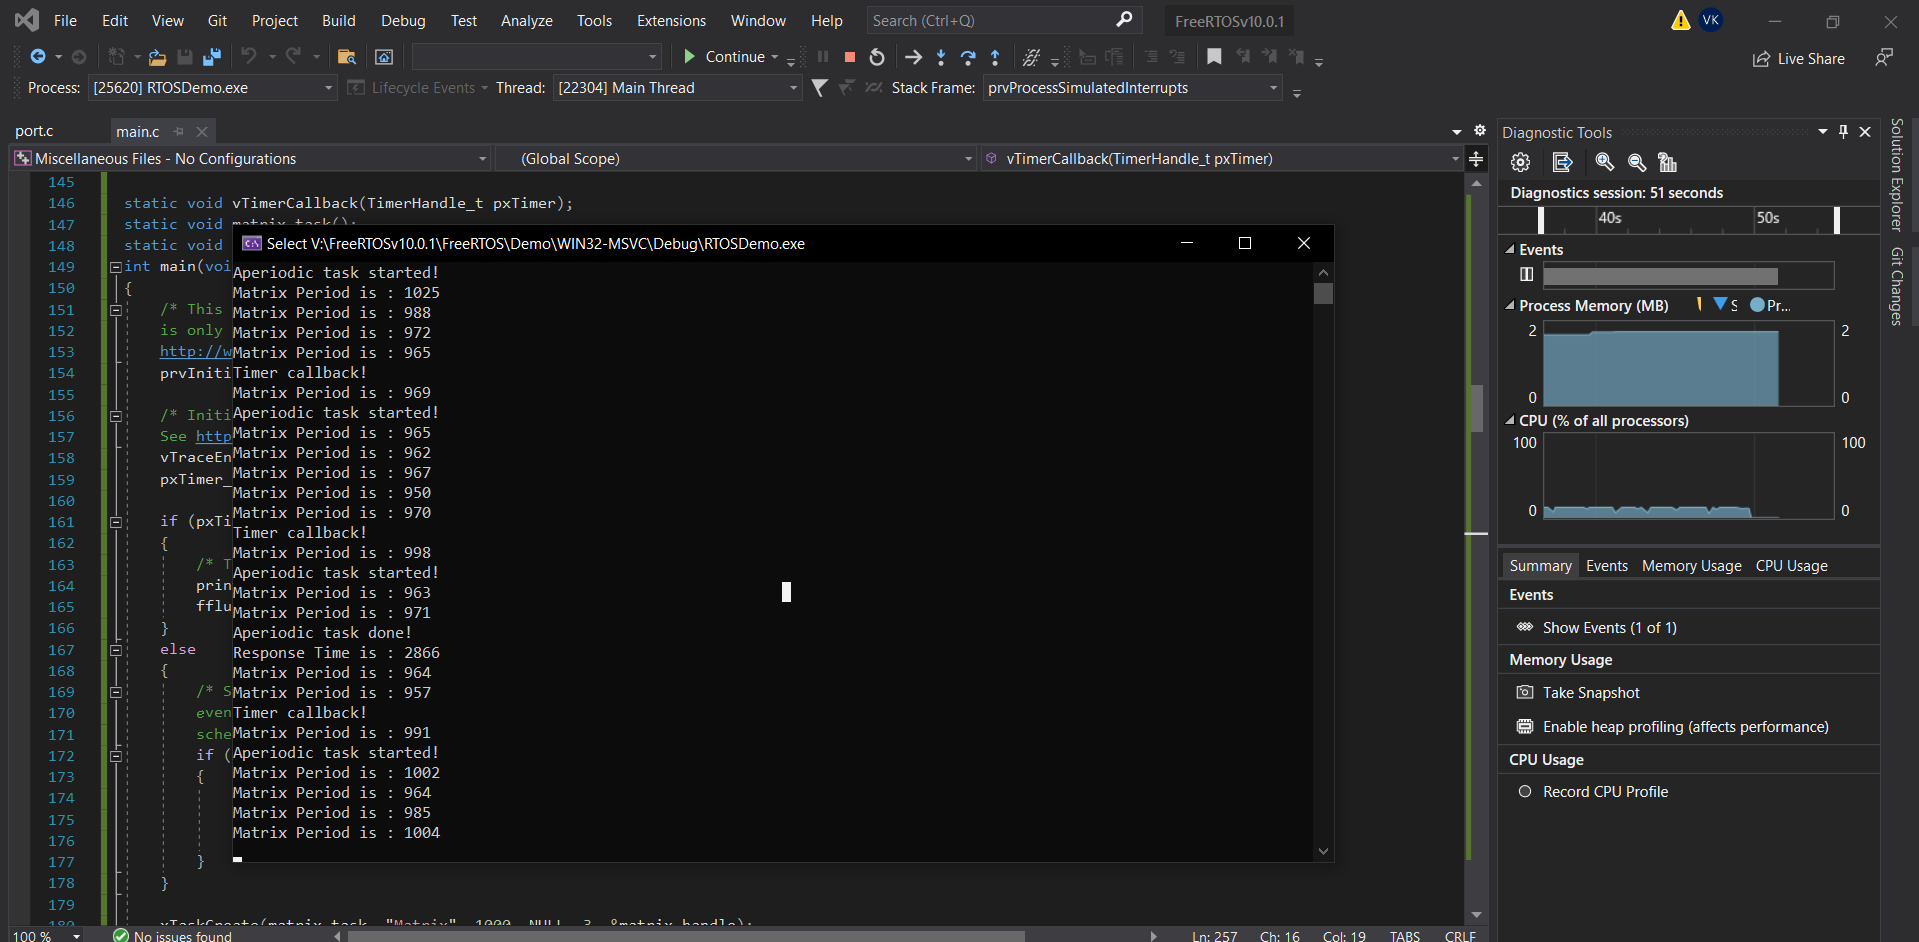 File Edit View Git Project Build Debug Test Analyze Tools Extensions Window Help Search (Ctrl+Q) FreeRTOSv10.0.1 VK
Continue Live Share
Process: [25620] RTOSDemo.exe Lifecycle Events Thread: [22304] Main Thread Stack Frame: prvProcessSimulatedInterrupts
port.c main.c
Miscellaneous Files - No Configurations (Global Scope) vTimerCallback(TimerHandle_t pxTimer)
145
146 static void vTimerCallback(TimerHandle_t pxTimer);
147 static void matrix_task();
148 static void
149 int main(voi
150 {
151 /* This
152 is only
153 http://w
154 prvIniti
155
156 /* Initi
157 See http
158 vTraceEn
159 pxTimer_
160
161 if (pxTi
162 {
163 /* T
164 prin
165 fflu
166 }
167 else
168 {
169 /* S
170 even
171 sche
172 if (
173 {
174
175
176
177 }
178 }
179
180 xTaskCreate(matrix_task, "Matrix", 1000, NULL, 3, &matrix_handle);
100 % No issues found Ln: 257 Ch: 16 Col: 19 TABS CRLF
Select V:\FreeRTOSv10.0.1\FreeRTOS\Demo\WIN32-MSVC\Debug\RTOSDemo.exe
Aperiodic task started!
Matrix Period is : 1025
Matrix Period is : 988
Matrix Period is : 972
Matrix Period is : 965
Timer callback!
Matrix Period is : 969
Aperiodic task started!
Matrix Period is : 965
Matrix Period is : 962
Matrix Period is : 967
Matrix Period is : 950
Matrix Period is : 970
Timer callback!
Matrix Period is : 998
Aperiodic task started!
Matrix Period is : 963
Matrix Period is : 971
Aperiodic task done!
Response Time is : 2866
Matrix Period is : 964
Matrix Period is : 957
Timer callback!
Matrix Period is : 991
Aperiodic task started!
Matrix Period is : 1002
Matrix Period is : 964
Matrix Period is : 985
Matrix Period is : 1004
Diagnostic Tools
Diagnostics session: 51 seconds
40s 50s
Events
Process Memory (MB) S Pr...
2 2
0 0
CPU (% of all processors)
100 100
0 0
Summary Events Memory Usage CPU Usage
Events
Show Events (1 of 1)
Memory Usage
Take Snapshot
Enable heap profiling (affects performance)
CPU Usage
Record CPU Profile
Solution Explorer
Git Changes